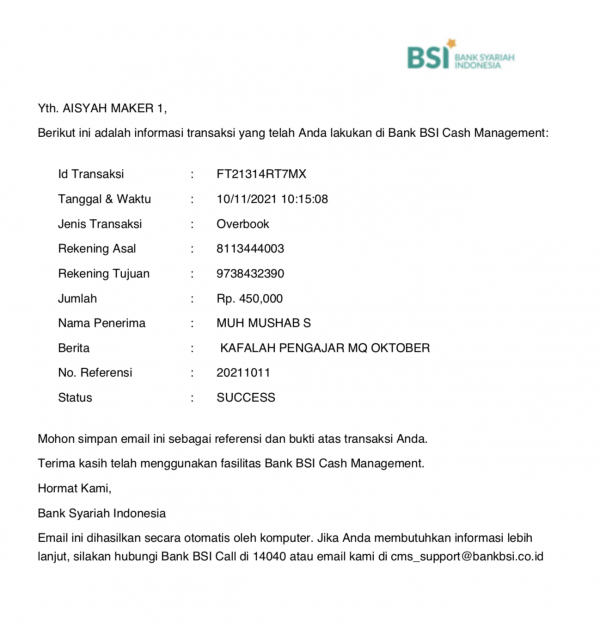 BSI BANK SYARIAH
INDONESIA
Yth. AISYAH MAKER 1,
Berikut ini adalah informasi transaksi yang telah Anda lakukan di Bank BSI Cash Management:
Id Transaksi : FT21314RT7MX
Tanggal & Waktu : 10/11/2021 10:15:08
Jenis Transaksi : Overbook
Rekening Asal : 8113444003
Rekening Tujuan : 9738432390
Jumlah : Rp. 450,000
Nama Penerima : MUH MUSHAB S
Berita : KAFALAH PENGAJAR MQ OKTOBER
No. Referensi : 20211011
Status : SUCCESS
Mohon simpan email ini sebagai referensi dan bukti atas transaksi Anda.
Terima kasih telah menggunakan fasilitas Bank BSI Cash Management.
Hormat Kami,
Bank Syariah Indonesia
Email ini dihasilkan secara otomatis oleh komputer. Jika Anda membutuhkan informasi lebih
lanjut, silakan hubungi Bank BSI Call di 14040 atau email kami di cms_support@bankbsi.co.id